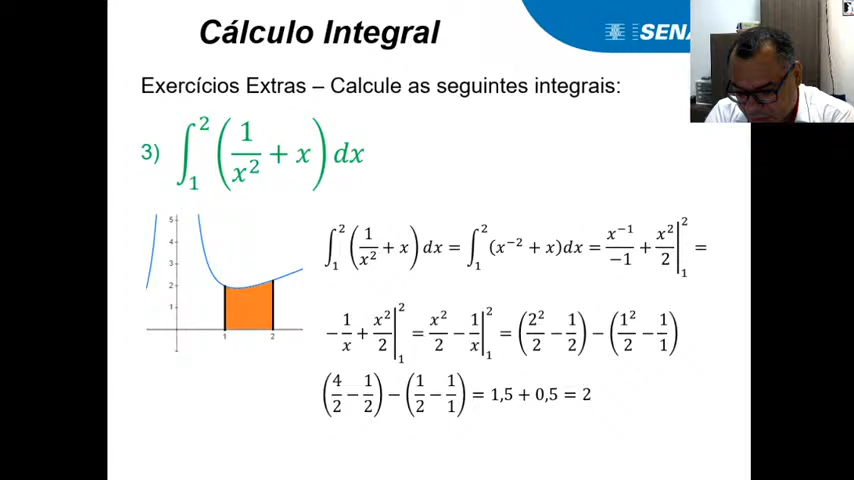 Cálculo Integral
SENA
Exercícios Extras – Calcule as seguintes integrais:
3) ∫₁² (1/x² + x) dx
5
4
3
2
1
1 2
∫₁² (1/x² + x) dx = ∫₁² (x⁻² + x)dx = x⁻¹/−1 + x²/2 |₁² =
−1/x + x²/2 |₁² = x²/2 − 1/x |₁² = (2²/2 − 1/2) − (1²/2 − 1/1)
(4/2 − 1/2) − (1/2 − 1/1) = 1,5 + 0,5 = 2